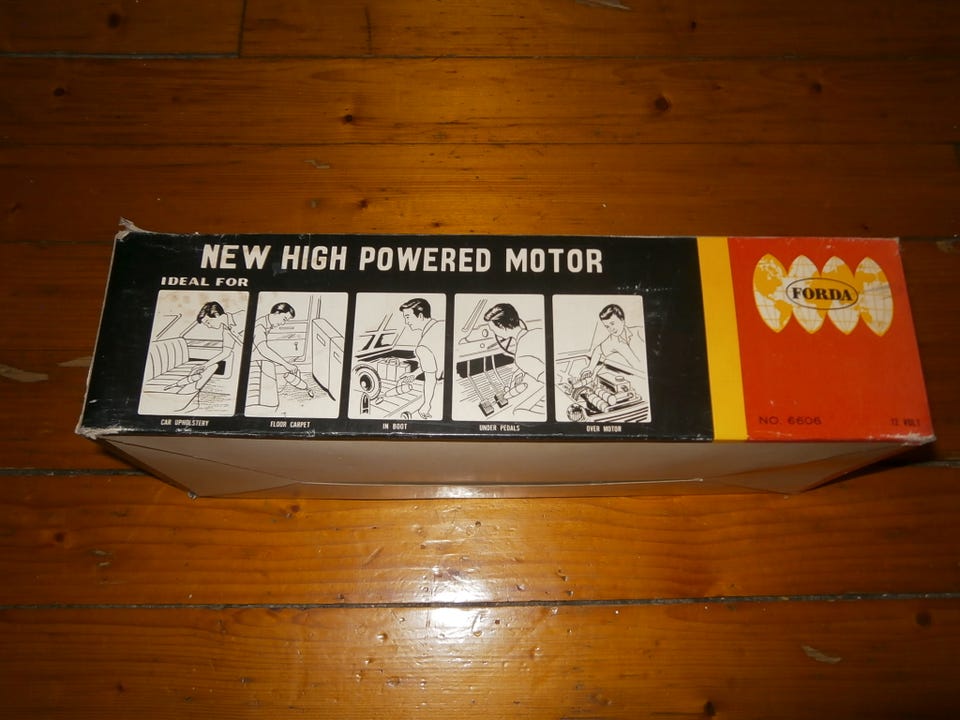 NEW HIGH POWERED MOTOR
IDEAL FOR
CAR UPHOLSTERY
FLOOR CARPET
IN BOOT
UNDER PEDALS
OVER MOTOR
FORDA
NO. 6606
12 VOLT